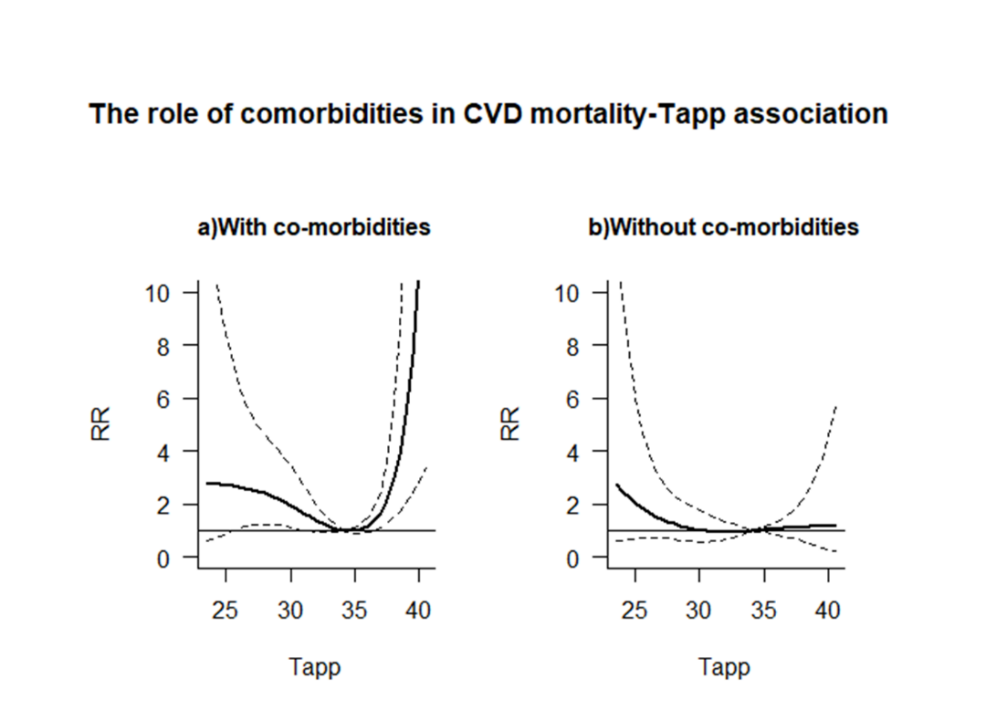 The role of comorbidities in CVD mortality-Tapp association
a)With co-morbidities
10
8
6
4
2
0
RR
25 30 35 40
Tapp
b)Without co-morbidities
10
8
6
4
2
0
RR
25 30 35 40
Tapp